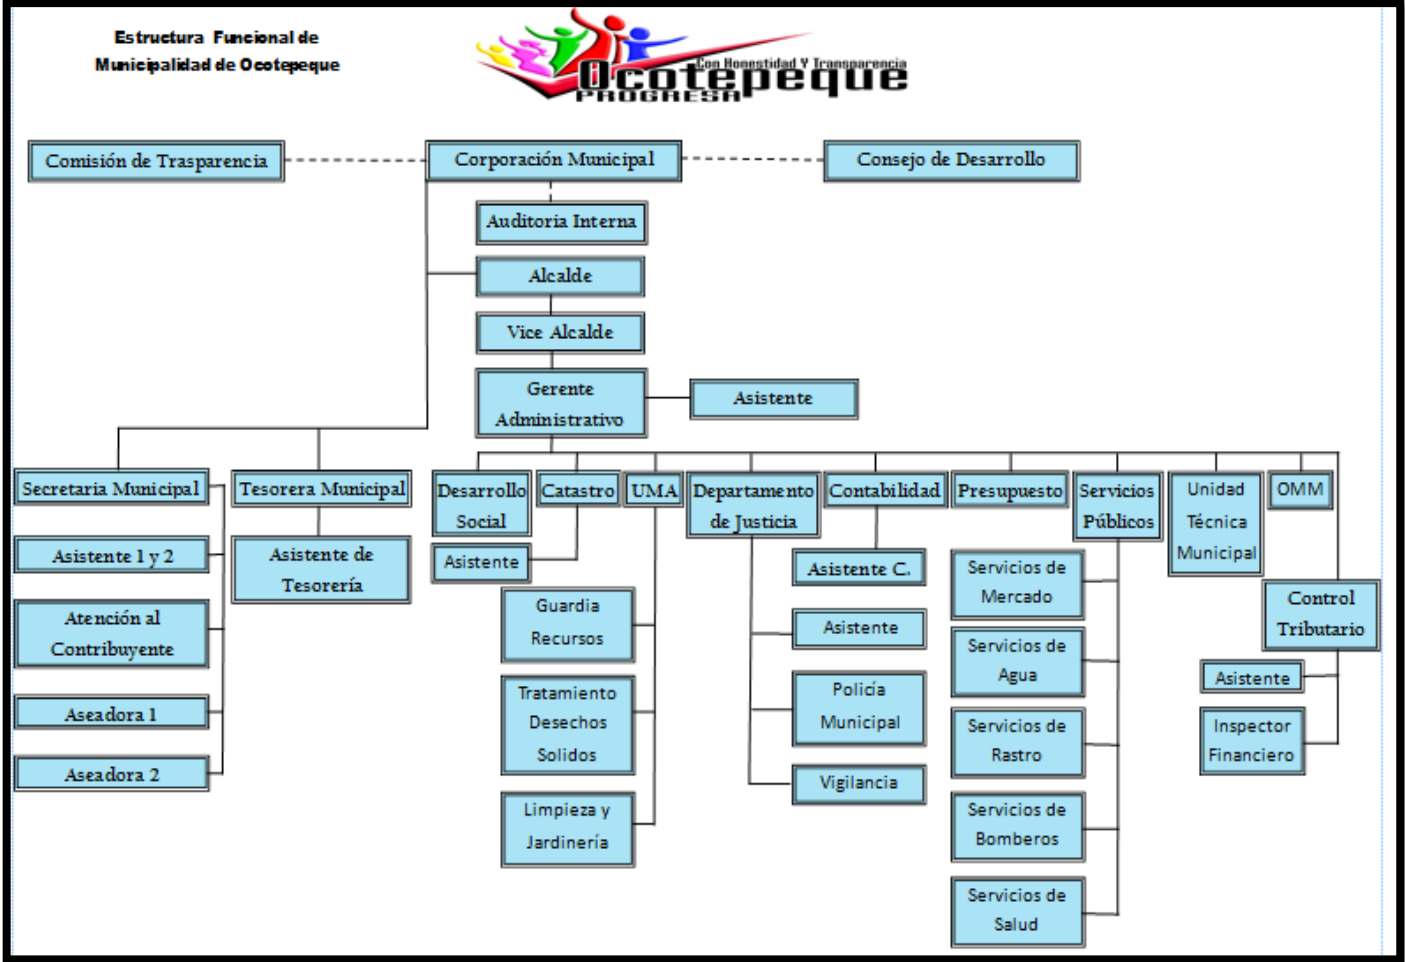 Estructura Funcional de
Municipalidad de Ocotepeque
Con Honestidad Y Transparencia
Ocotepeque
PROGRESA
Comisión de Trasparencia
Corporación Municipal
Consejo de Desarrollo
Auditoria Interna
Alcalde
Vice Alcalde
Gerente
Administrativo
Asistente
Secretaria Municipal
Tesorera Municipal
Desarrollo
Social
Catastro
UMA
Departamento
de Justicia
Contabilidad
Presupuesto
Servicios
Públicos
Unidad
Técnica
Municipal
OMM
Asistente 1 y 2
Asistente de
Tesorería
Asistente
Asistente C.
Servicios de
Mercado
Control
Tributario
Atención al
Contribuyente
Guardia
Recursos
Asistente
Servicios de
Agua
Asistente
Aseadora 1
Tratamiento
Desechos
Solidos
Policía
Municipal
Servicios de
Rastro
Inspector
Financiero
Aseadora 2
Vigilancia
Limpieza y
Jardinería
Servicios de
Bomberos
Servicios de
Salud